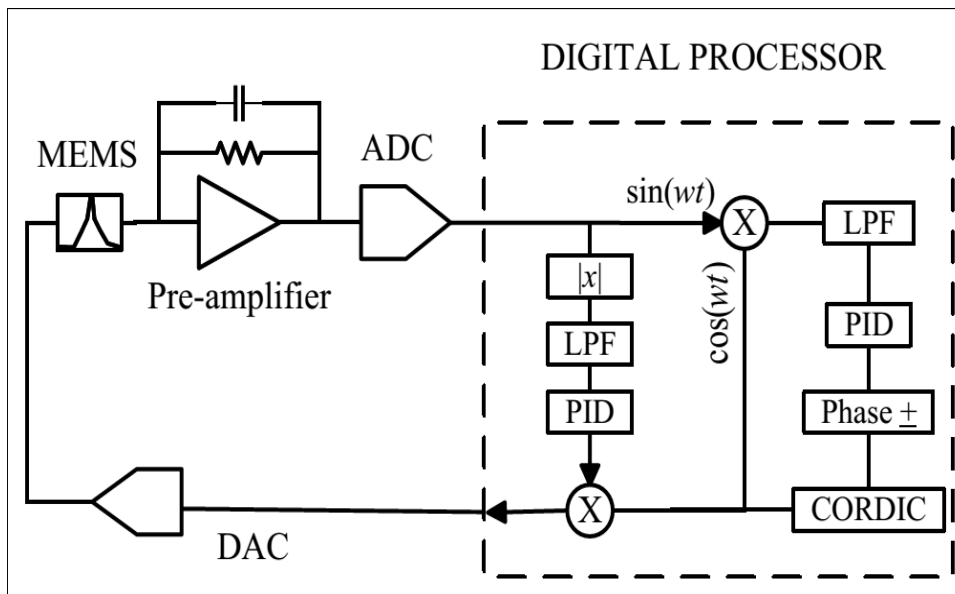 DIGITAL PROCESSOR
MEMS
ADC
sin(wt)
X
LPF
Pre-amplifier
|x|
cos(wt)
LPF
PID
PID
Phase ±
X
CORDIC
DAC